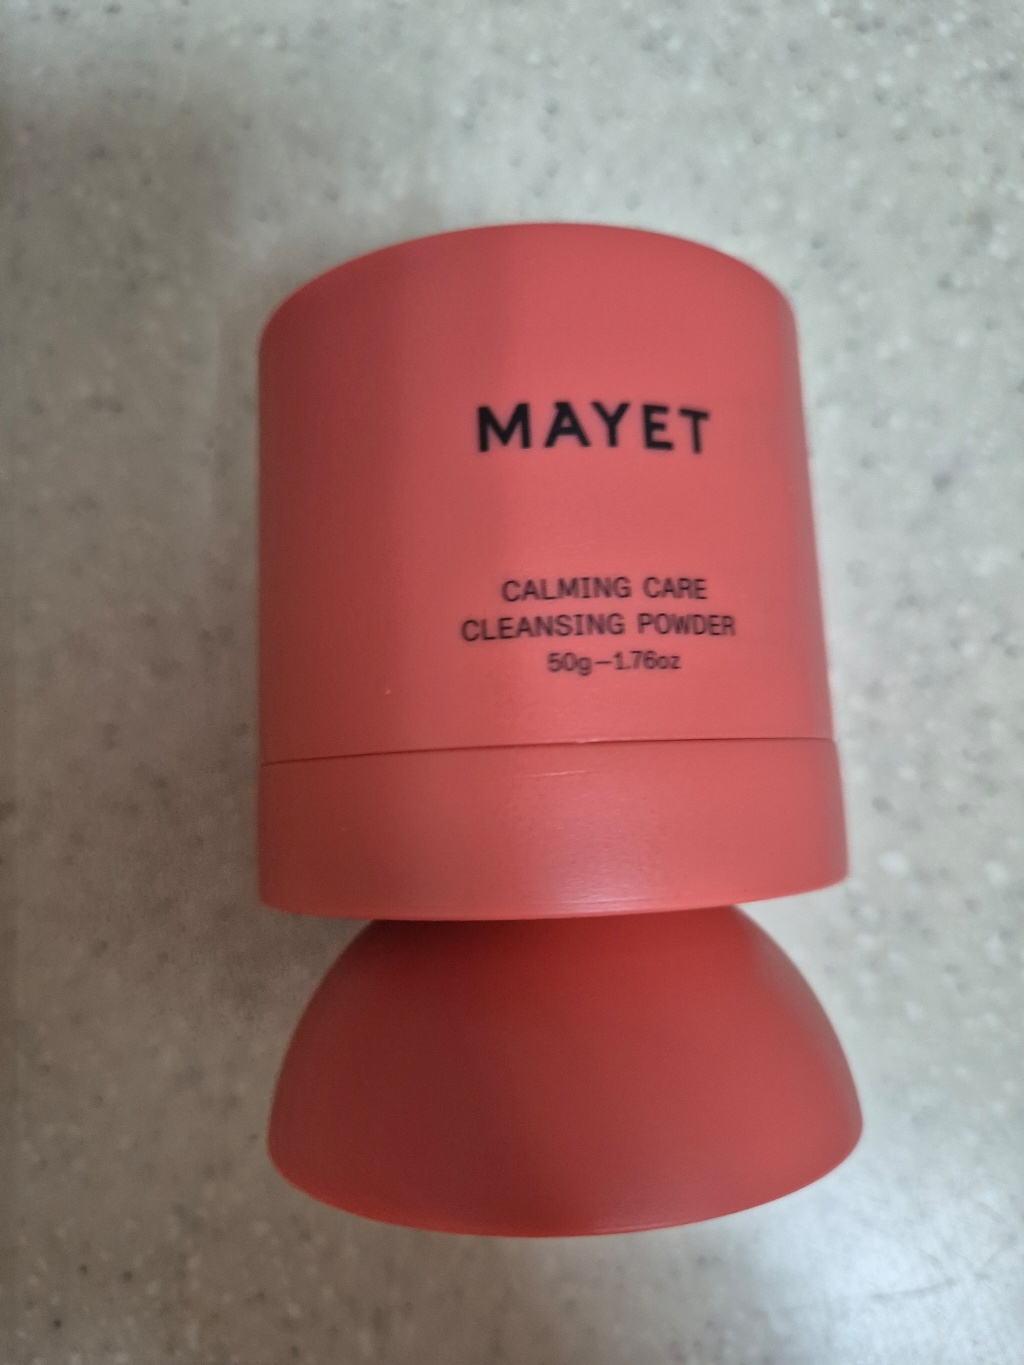 MAYET
CALMING CARE
CLEANSING POWDER
50g–1.76oz